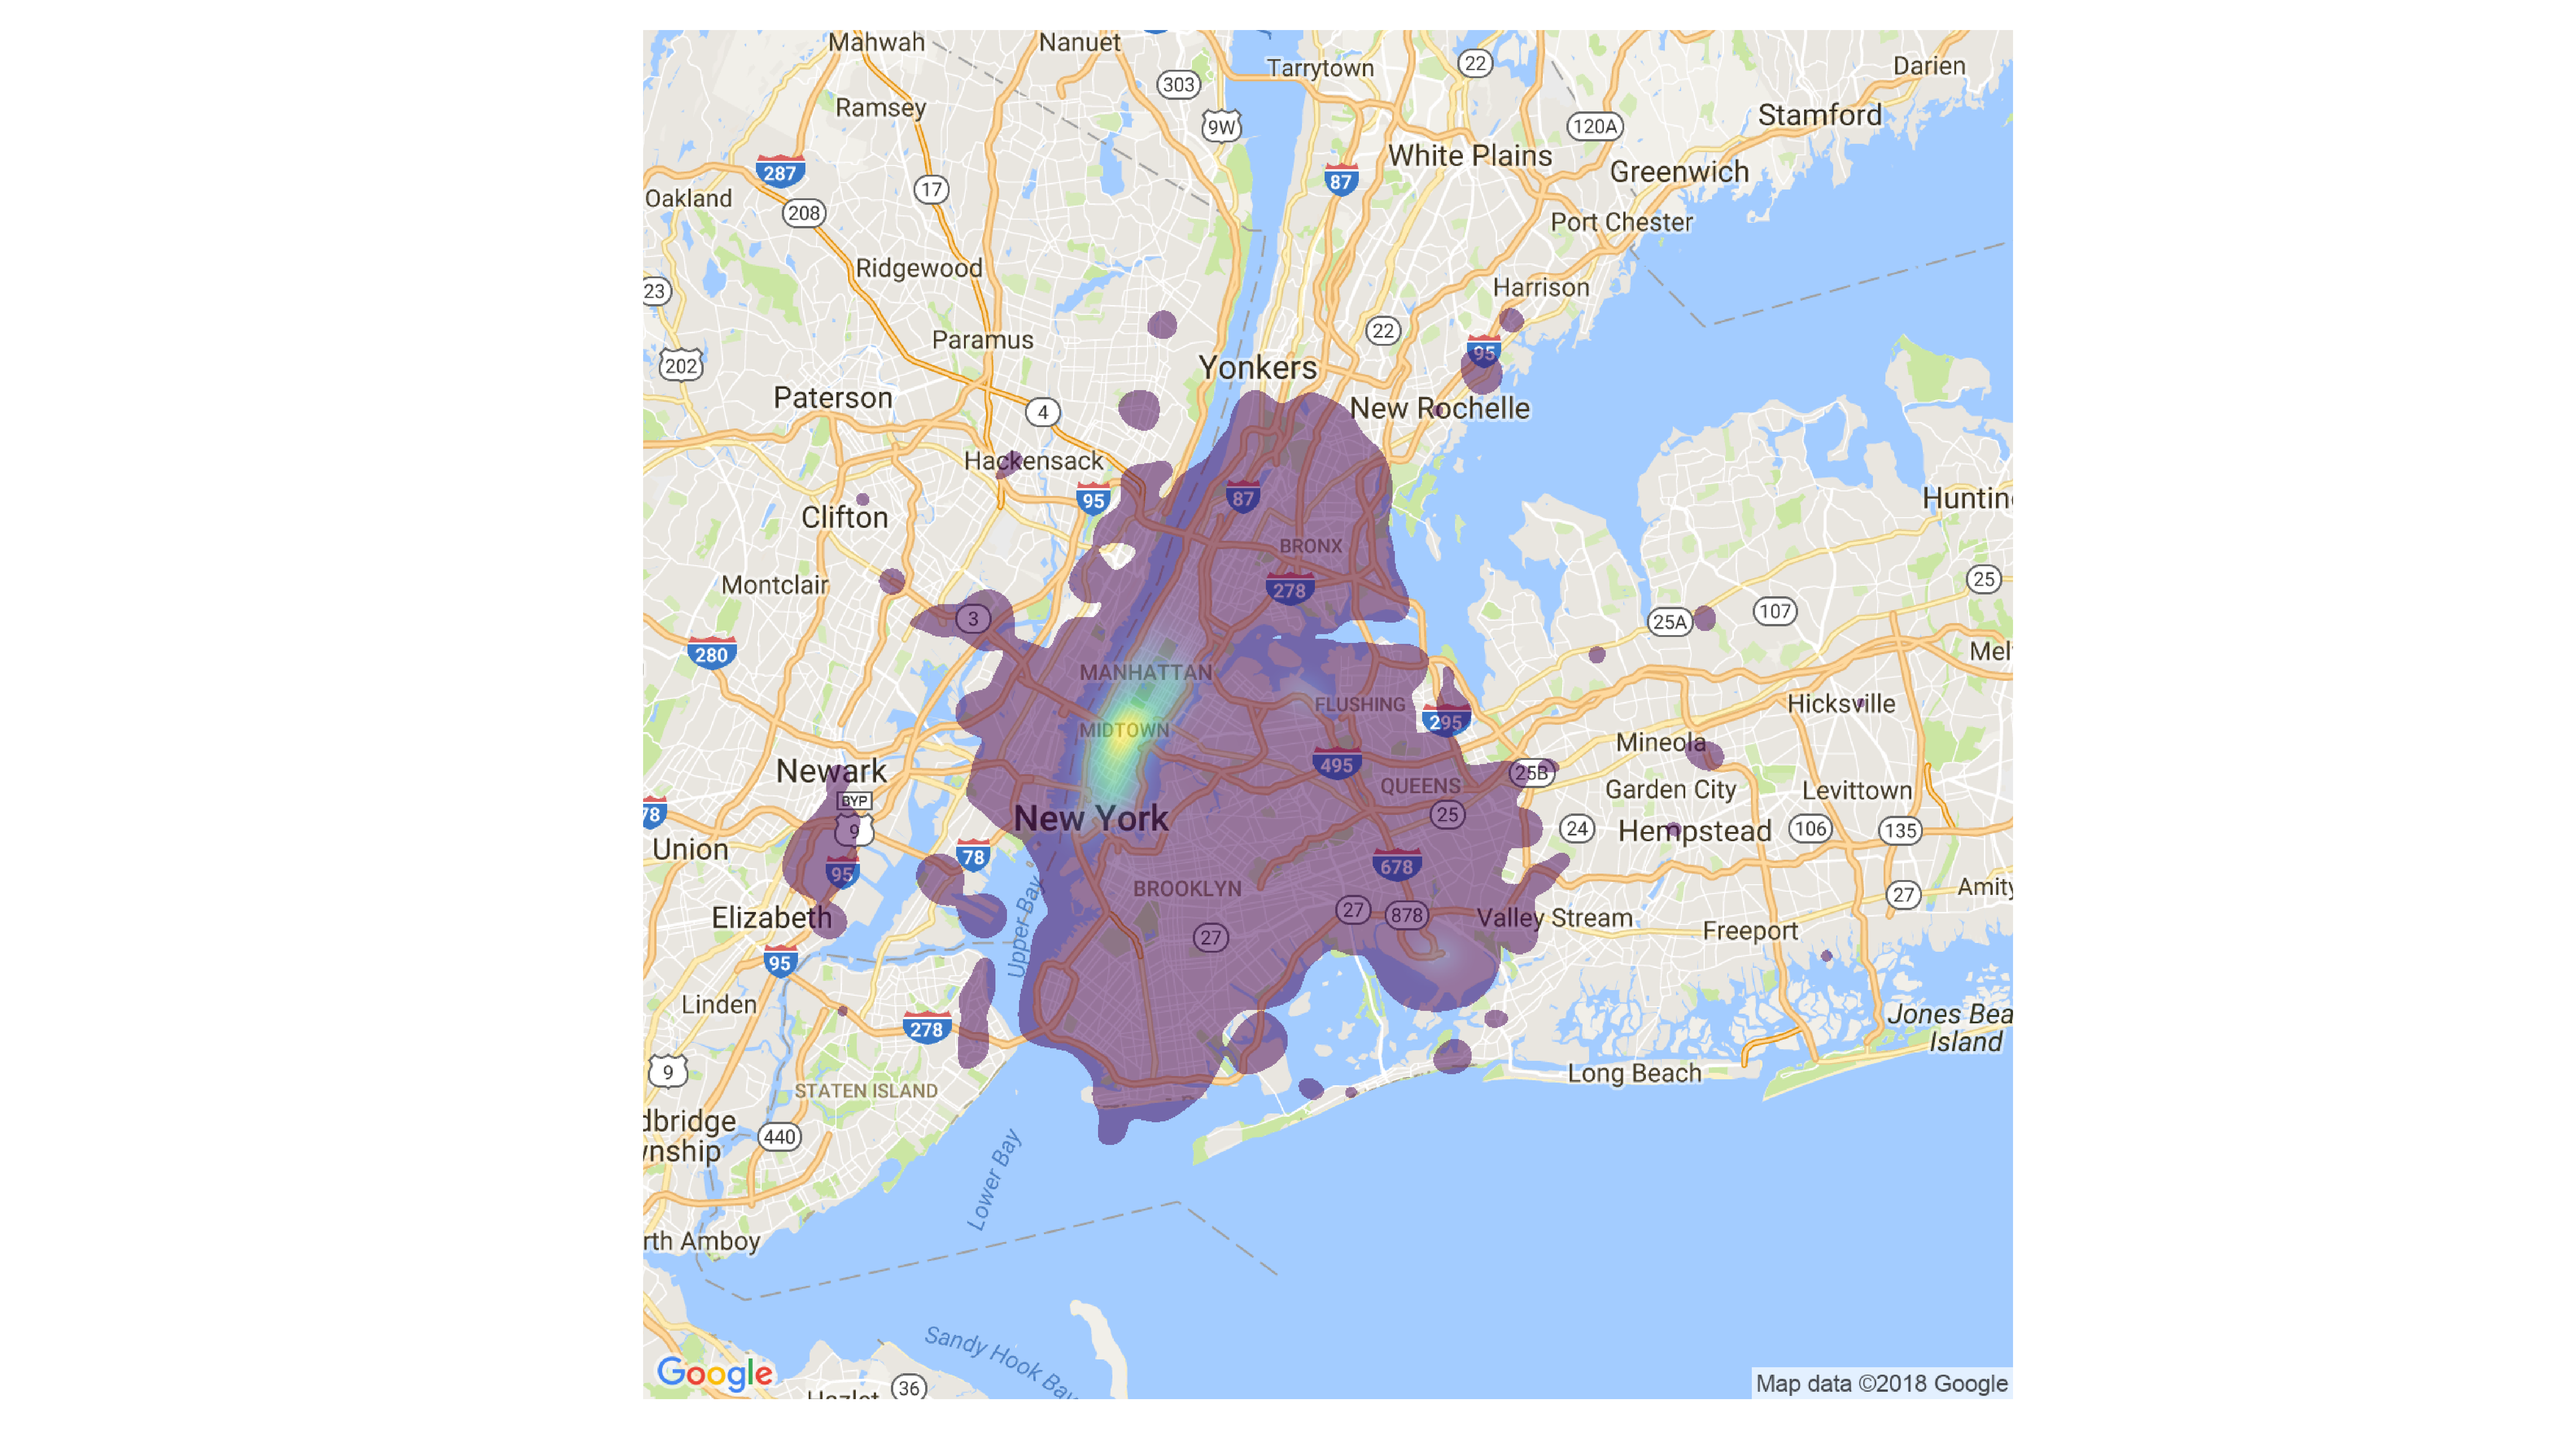 Mahwah
Nanuet
Tarrytown
22
Darien
303
Ramsey
9W
120A
Stamford
White Plains
287
87
Greenwich
17
Oakland
208
Port Chester
Ridgewood
Harrison
23
22
Paramus
95
202
Yonkers
Paterson
4
New Rochelle
Hackensack
95
87
Huntin
Clifton
BRONX
Montclair
278
25
3
25A
107
280
Mel
MANHATTAN
FLUSHING
Hicksville
MIDTOWN
295
Mineola
495
Newark
25B
QUEENS
Garden City
Levittown
BYP
78
9
New York
25
24
Hempstead
106
135
Union
78
678
95
BROOKLYN
27
Amity
Elizabeth
27
878
Valley Stream
Freeport
27
Upper Bay
95
Linden
278
Jones Bea
Island
9
Long Beach
STATEN ISLAND
dbridge
wnship
440
Lower Bay
rth Amboy
Sandy Hook Bay
Google
36
Hazlet
Map data ©2018 Google